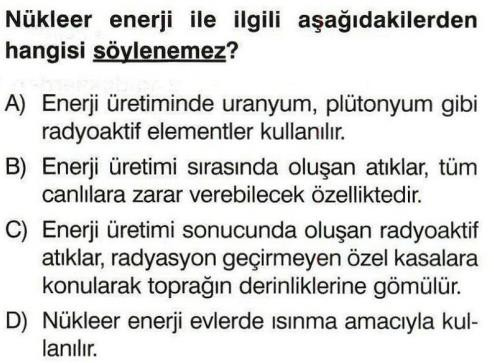 Nükleer enerji ile ilgili aşağıdakilerden
hangisi söylenemez?
A) Enerji üretiminde uranyum, plütonyum gibi
radyoaktif elementler kullanılır.
B) Enerji üretimi sırasında oluşan atıklar, tüm
canlılara zarar verebilecek özelliktedir.
C) Enerji üretimi sonucunda oluşan radyoaktif
atıklar, radyasyon geçirmeyen özel kasalara
konularak toprağın derinliklerine gömülür.
D) Nükleer enerji evlerde ısınma amacıyla kul-
lanılır.